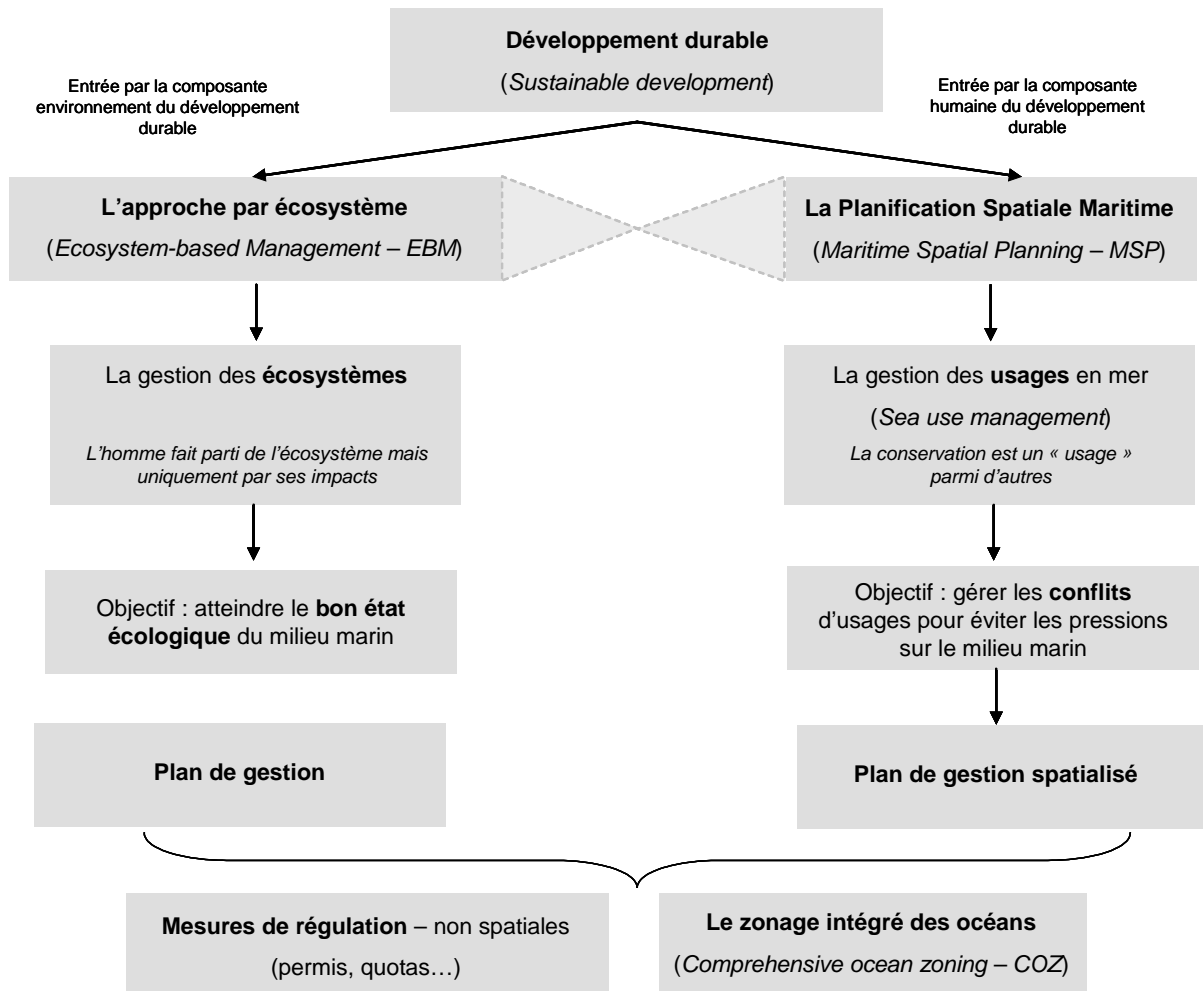 Développement durable
(Sustainable development)
Entrée par la composante
environnement du développement
durable
Entrée par la composante
humaine du développement
durable
L'approche par écosystème
(Ecosystem-based Management – EBM)
La Planification Spatiale Maritime
(Maritime Spatial Planning – MSP)
La gestion des écosystèmes
L'homme fait parti de l'écosystème mais
uniquement par ses impacts
La gestion des usages en mer
(Sea use management)
La conservation est un « usage »
parmi d'autres
Objectif : atteindre le bon état
écologique du milieu marin
Objectif : gérer les conflits
d'usages pour éviter les pressions
sur le milieu marin
Plan de gestion
Plan de gestion spatialisé
Mesures de régulation – non spatiales
(permis, quotas…)
Le zonage intégré des océans
(Comprehensive ocean zoning – COZ)